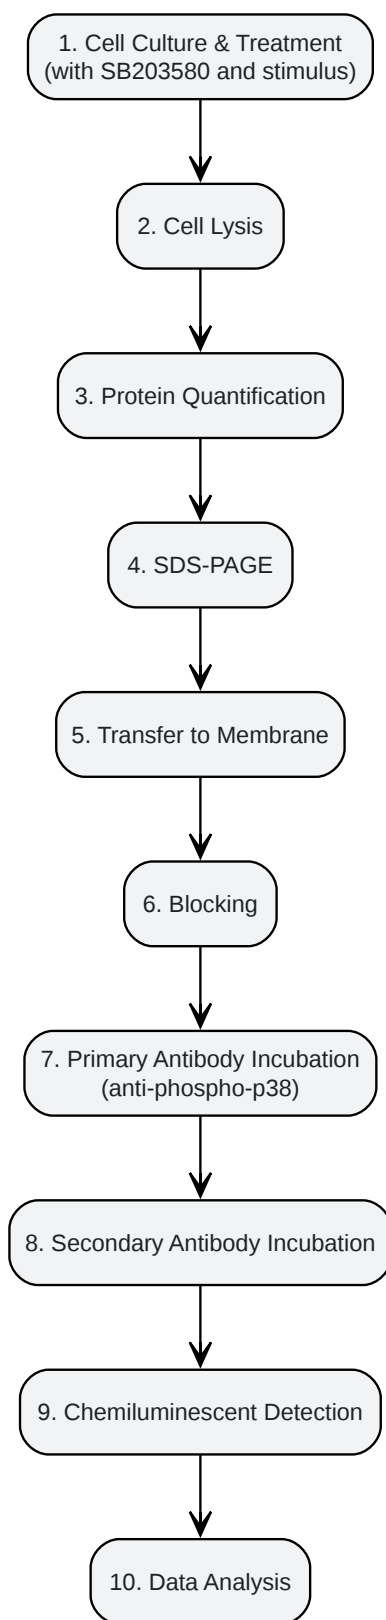 1. Cell Culture & Treatment
(with SB203580 and stimulus)
2. Cell Lysis
3. Protein Quantification
4. SDS-PAGE
5. Transfer to Membrane
6. Blocking
7. Primary Antibody Incubation
(anti-phospho-p38)
8. Secondary Antibody Incubation
9. Chemiluminescent Detection
10. Data Analysis